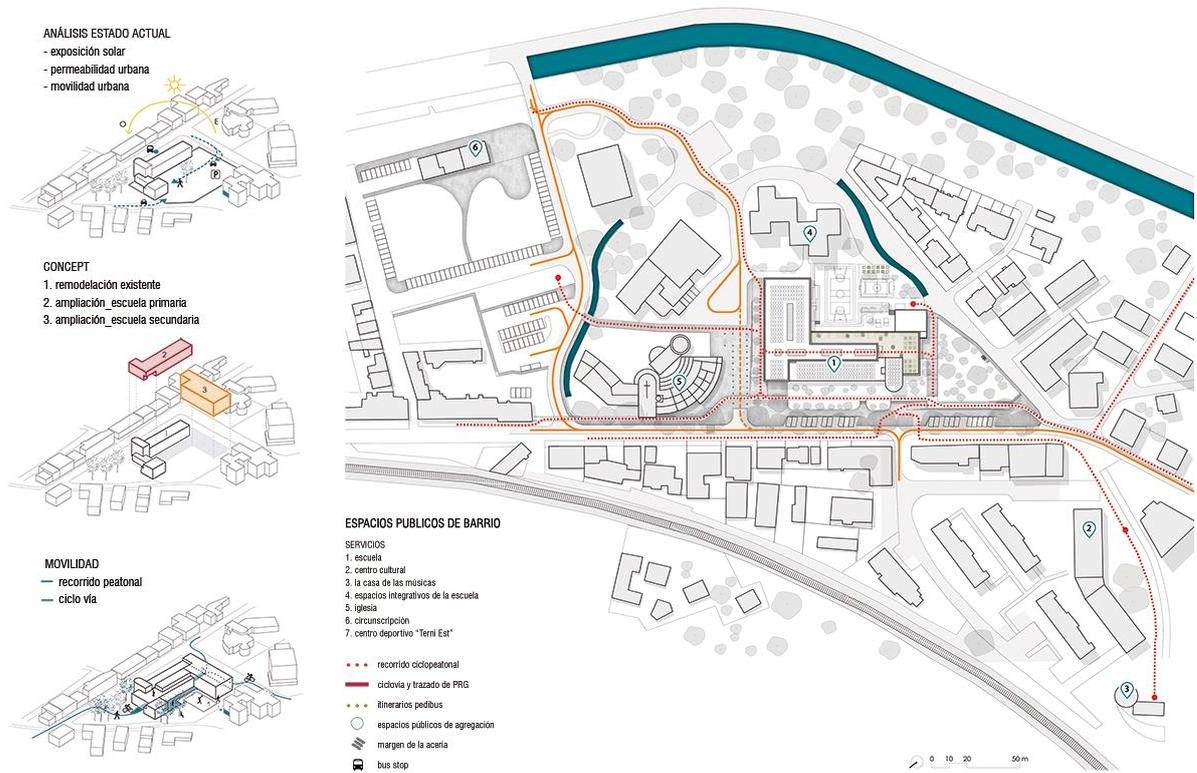 ANÁLISIS ESTADO ACTUAL
- exposición solar
- permeabilidad urbana
- movilidad urbana
O
E
P
CONCEPT
1. remodelación existente
2. ampliación_escuela primaria
3. ampliación_escuela secundaria
2
3
MOVILIDAD
recorrido peatonal
ciclo vía
6
4
1
5
2
3
ESPACIOS PUBLICOS DE BARRIO
SERVICIOS
1. escuela
2. centro cultural
3. la casa de las músicas
4. espacios integrativos de la escuela
5. iglesia
6. circunscripción
7. centro deportivo "Terni Est"
recorrido ciclopeatonal
ciclovia y trazado de PRG
itinerarios pedibus
espacios públicos de agregación
margen de la acería
bus stop
0 10 20 50 m